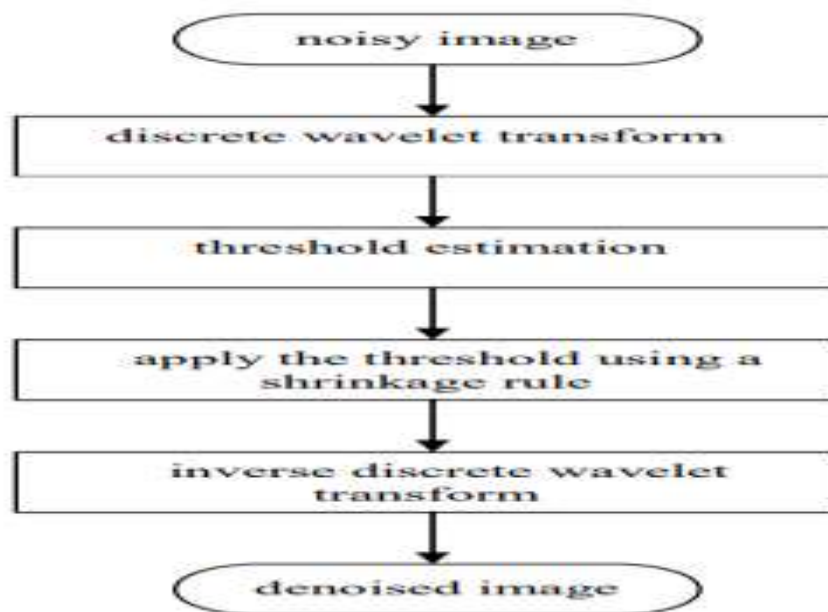 noisy image
discrete wavelet transform
threshold estimation
apply the threshold using a
shrinkage rule
inverse discrete wavelet
transform
denoised image